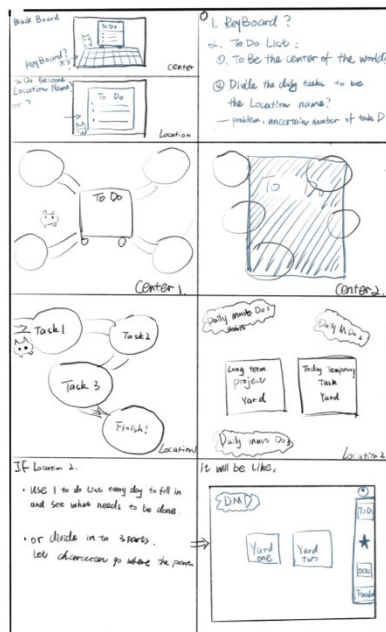 Black Board
To Do
KeyBoard?
Center
To Do Become
Location Name?
or ?
To Do
Location
1. KeyBoard ?
2. To Do List:
①. To Be the center of the world
② Divide the daily tasks to be
the Location name?
— problem, uncertain number of task D
To Do
Center 1.
To Do
Center 2.
Task 1
Task 2
Task 3
Finish!
Location 1
Daily must Do 1
Daily M Do 2
Long term
project
Yard
Today Temporary
Task
Yard
Daily must Do 3
Location 2
If Location 2.
• Use 1 to do List every day to fill in
and see what needs to be done.
• or divide in to 3 parts.
Let character can go where the
it will be like,
DMD
Yard
one
Yard
two
To Do